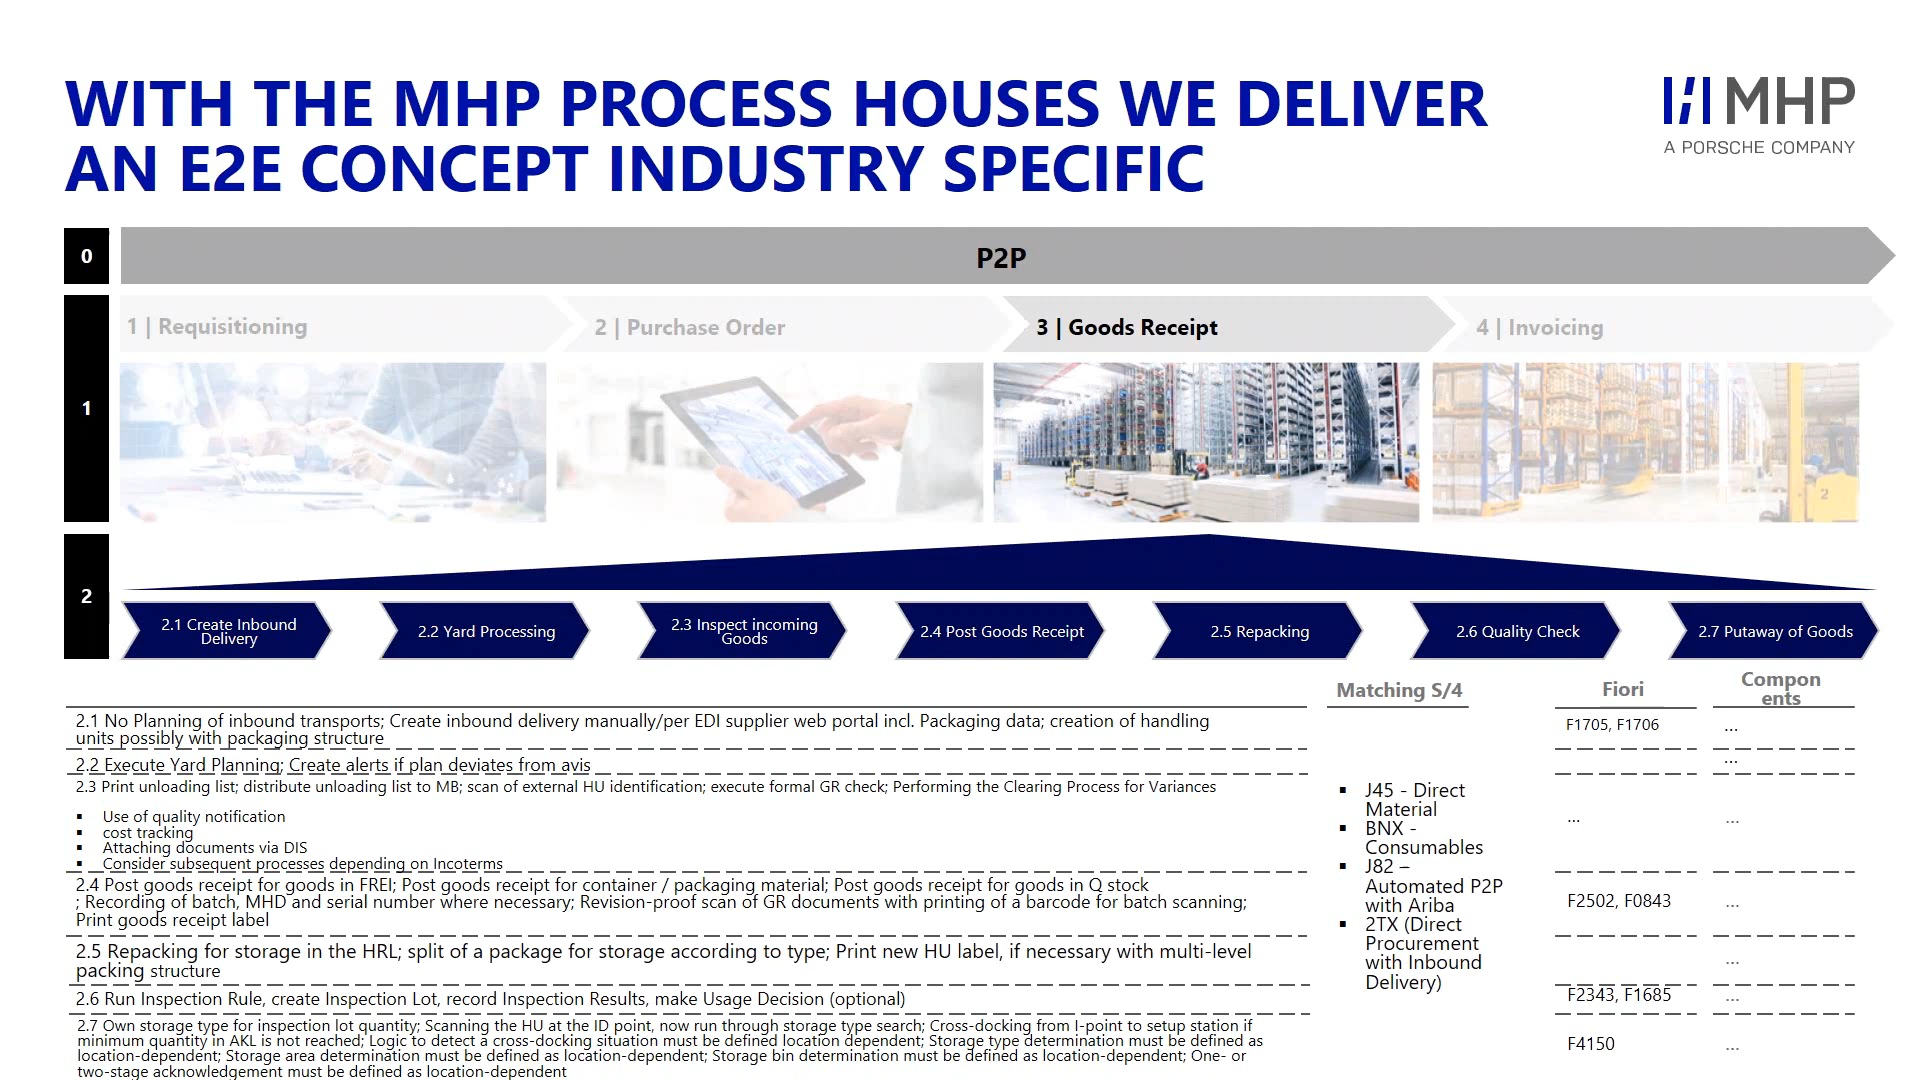 WITH THE MHP PROCESS HOUSES WE DELIVER
AN E2E CONCEPT INDUSTRY SPECIFIC
MHP
A PORSCHE COMPANY
0
P2P
1
1 | Requisitioning
2 | Purchase Order
3 | Goods Receipt
4 | Invoicing
2
2
2.1 Create Inbound
Delivery
2.2 Yard Processing
2.3 Inspect incoming
Goods
2.4 Post Goods Receipt
2.5 Repacking
2.6 Quality Check
2.7 Putaway of Goods
Matching S/4
Fiori
Compon
ents
2.1 No Planning of inbound transports; Create inbound delivery manually/per EDI supplier web portal incl. Packaging data; creation of handling
units possibly with packaging structure
F1705, F1706
...
2.2 Execute Yard Planning; Create alerts if plan deviates from avis
...
2.3 Print unloading list; distribute unloading list to MB; scan of external HU identification; execute formal GR check; Performing the Clearing Process for Variances
▪ Use of quality notification
▪ cost tracking
▪ Attaching documents via DIS
▪ Consider subsequent processes depending on Incoterms
...
...
2.4 Post goods receipt for goods in FREI; Post goods receipt for container / packaging material; Post goods receipt for goods in Q stock
; Recording of batch, MHD and serial number where necessary; Revision-proof scan of GR documents with printing of a barcode for batch scanning;
Print goods receipt label
F2502, F0843
...
2.5 Repacking for storage in the HRL; split of a package for storage according to type; Print new HU label, if necessary with multi-level
packing structure
...
2.6 Run Inspection Rule, create Inspection Lot, record Inspection Results, make Usage Decision (optional)
F2343, F1685
...
2.7 Own storage type for inspection lot quantity; Scanning the HU at the ID point, now run through storage type search; Cross-docking from I-point to setup station if
minimum quantity in AKL is not reached; Logic to detect a cross-docking situation must be defined location dependent; Storage type determination must be defined as
location-dependent; Storage area determination must be defined as location-dependent; Storage bin determination must be defined as location-dependent; One- or
two-stage acknowledgement must be defined as location-dependent
F4150
...
▪ J45 - Direct
Material
▪ BNX -
Consumables
▪ J82 –
Automated P2P
with Ariba
▪ 2TX (Direct
Procurement
with Inbound
Delivery)